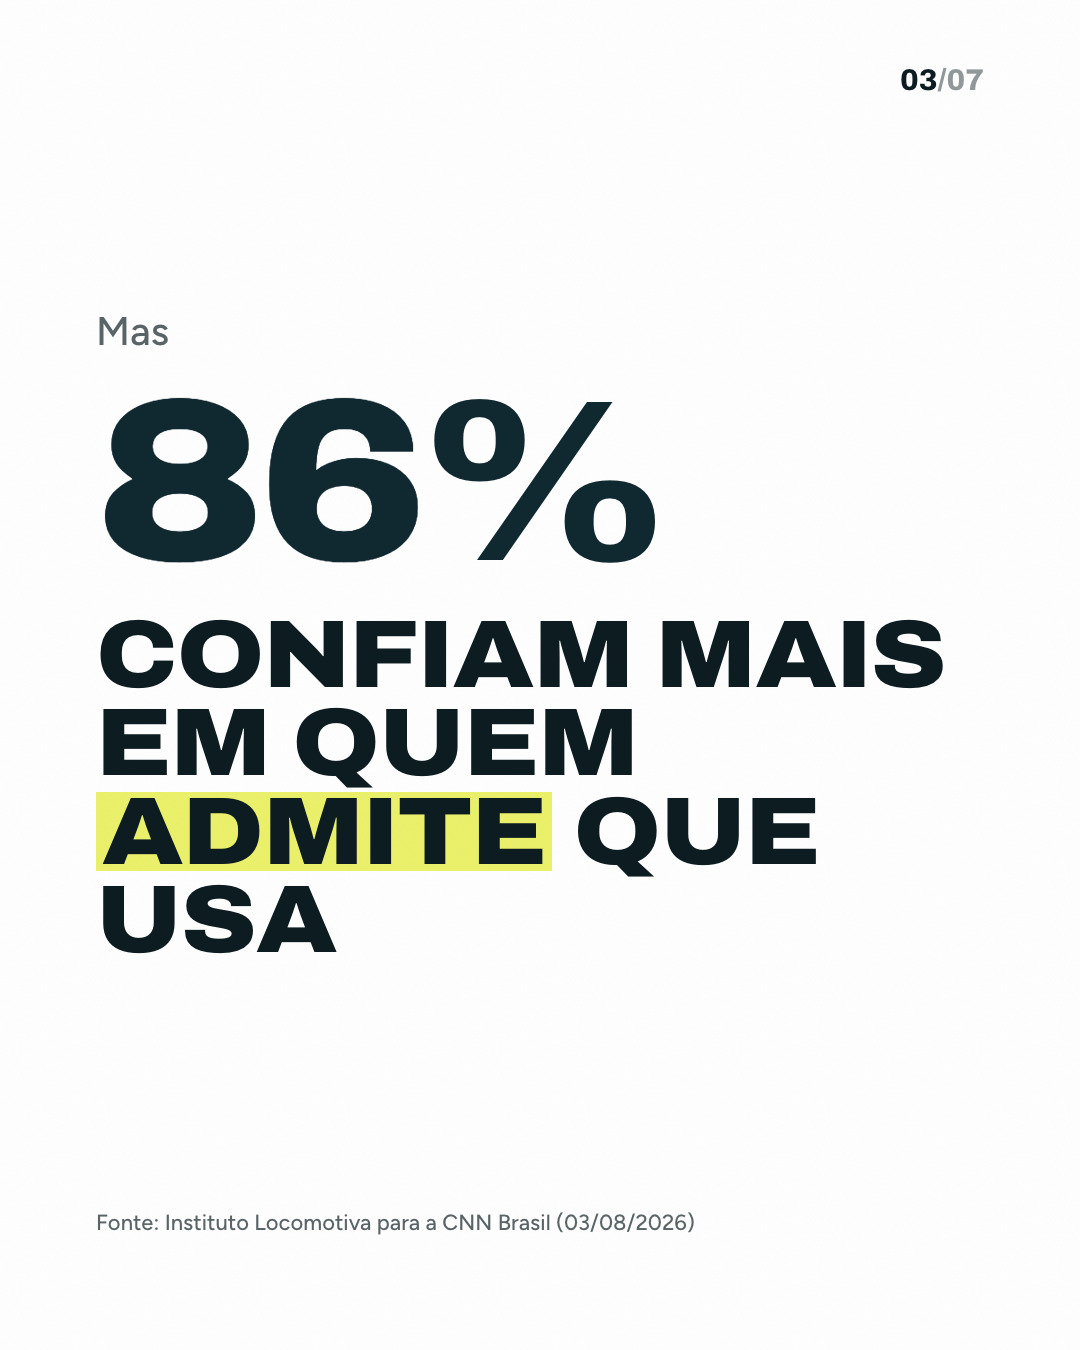 03/07
Mas
86%
CONFIAM MAIS
EM QUEM
ADMITE QUE
USA
Fonte: Instituto Locomotiva para a CNN Brasil (03/08/2026)